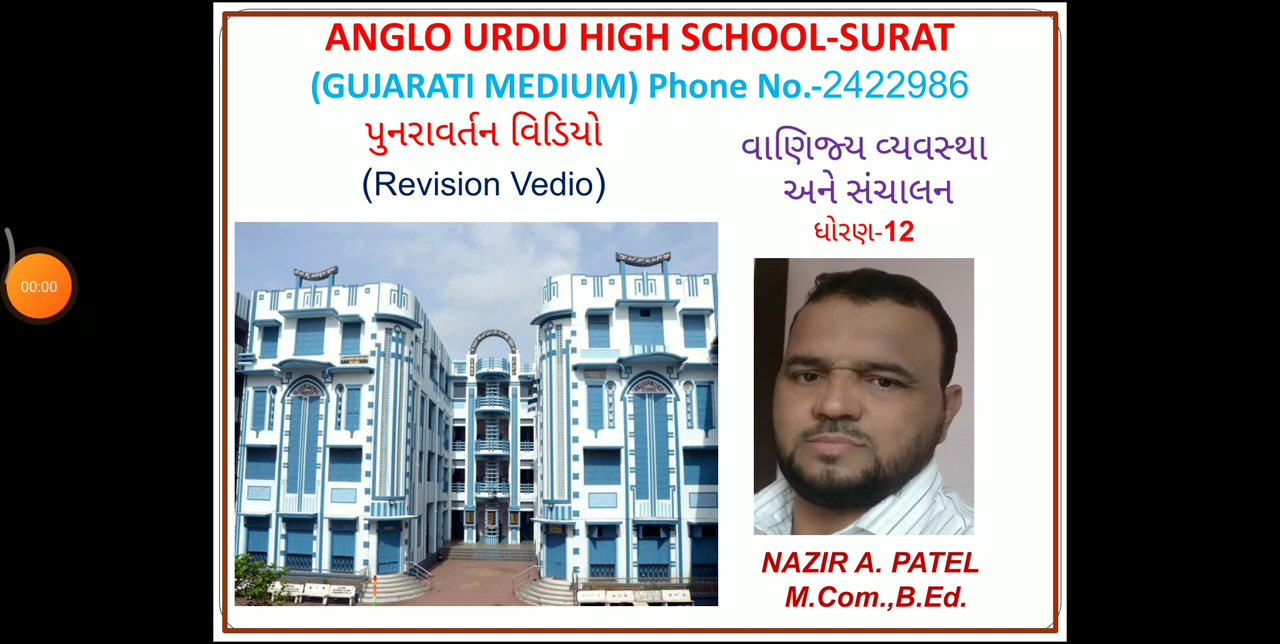 ANGLO URDU HIGH SCHOOL-SURAT
(GUJARATI MEDIUM) Phone No.-2422986
પુનરાવર્તન વિડિયો
(Revision Vedio)
વાણિજ્ય વ્યવસ્થા
અને સંચાલન
ધોરણ-12
00:00
NAZIR A. PATEL
M.Com.,B.Ed.